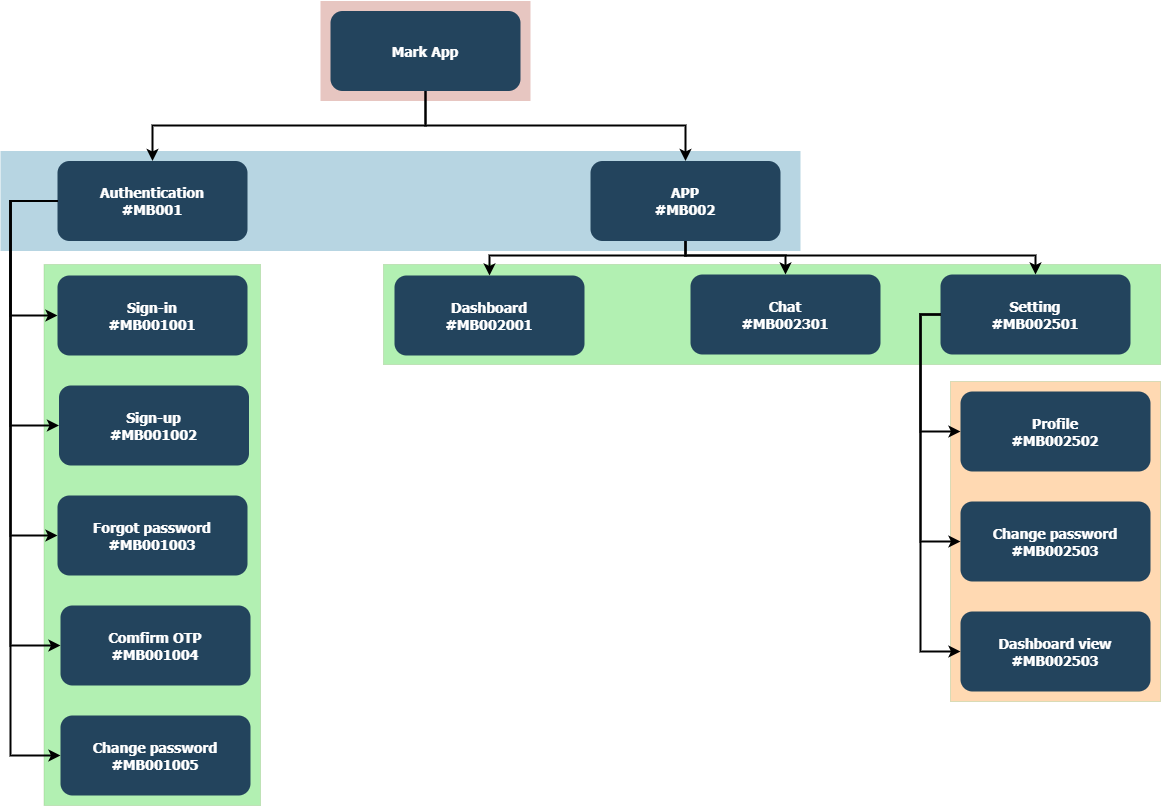 Mark App
Authentication
#MB001
APP
#MB002
Sign-in
#MB001001
Sign-up
#MB001002
Forgot password
#MB001003
Comfirm OTP
#MB001004
Change password
#MB001005
Dashboard
#MB002001
Chat
#MB002301
Setting
#MB002501
Profile
#MB002502
Change password
#MB002503
Dashboard view
#MB002503